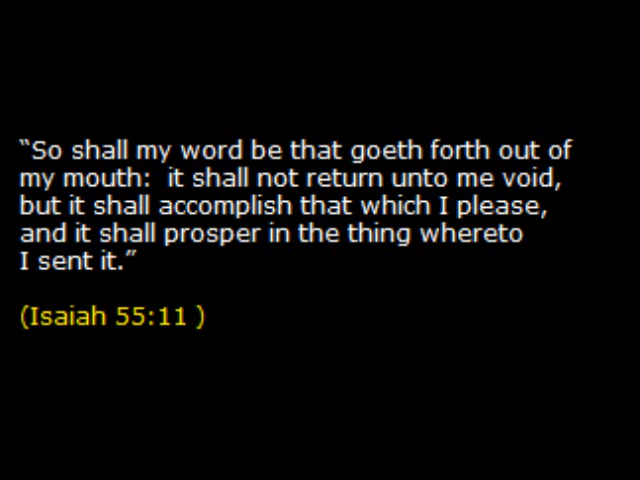 “So shall my word be that goeth forth out of
my mouth:  it shall not return unto me void,
but it shall accomplish that which I please,
and it shall prosper in the thing whereto
I sent it.”
(Isaiah 55:11 )